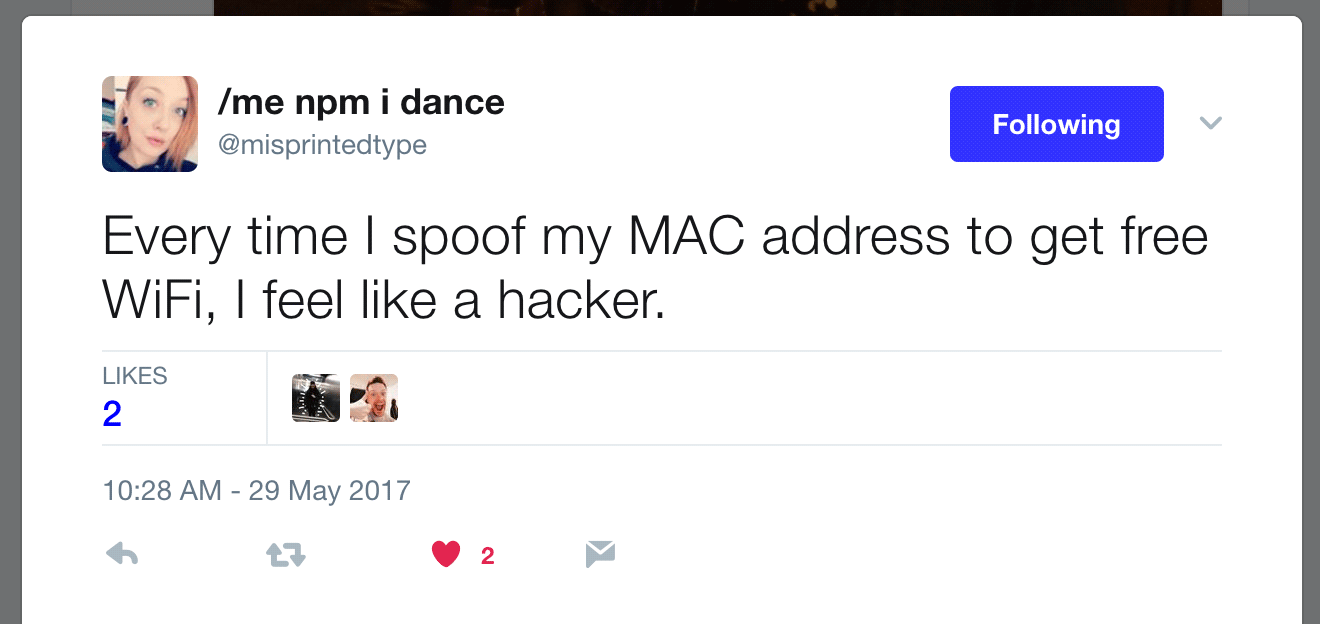 /me npm i dance
@misprintedtype
Following
Every time I spoof my MAC address to get free
WiFi, I feel like a hacker.
LIKES
2
10:28 AM - 29 May 2017
2